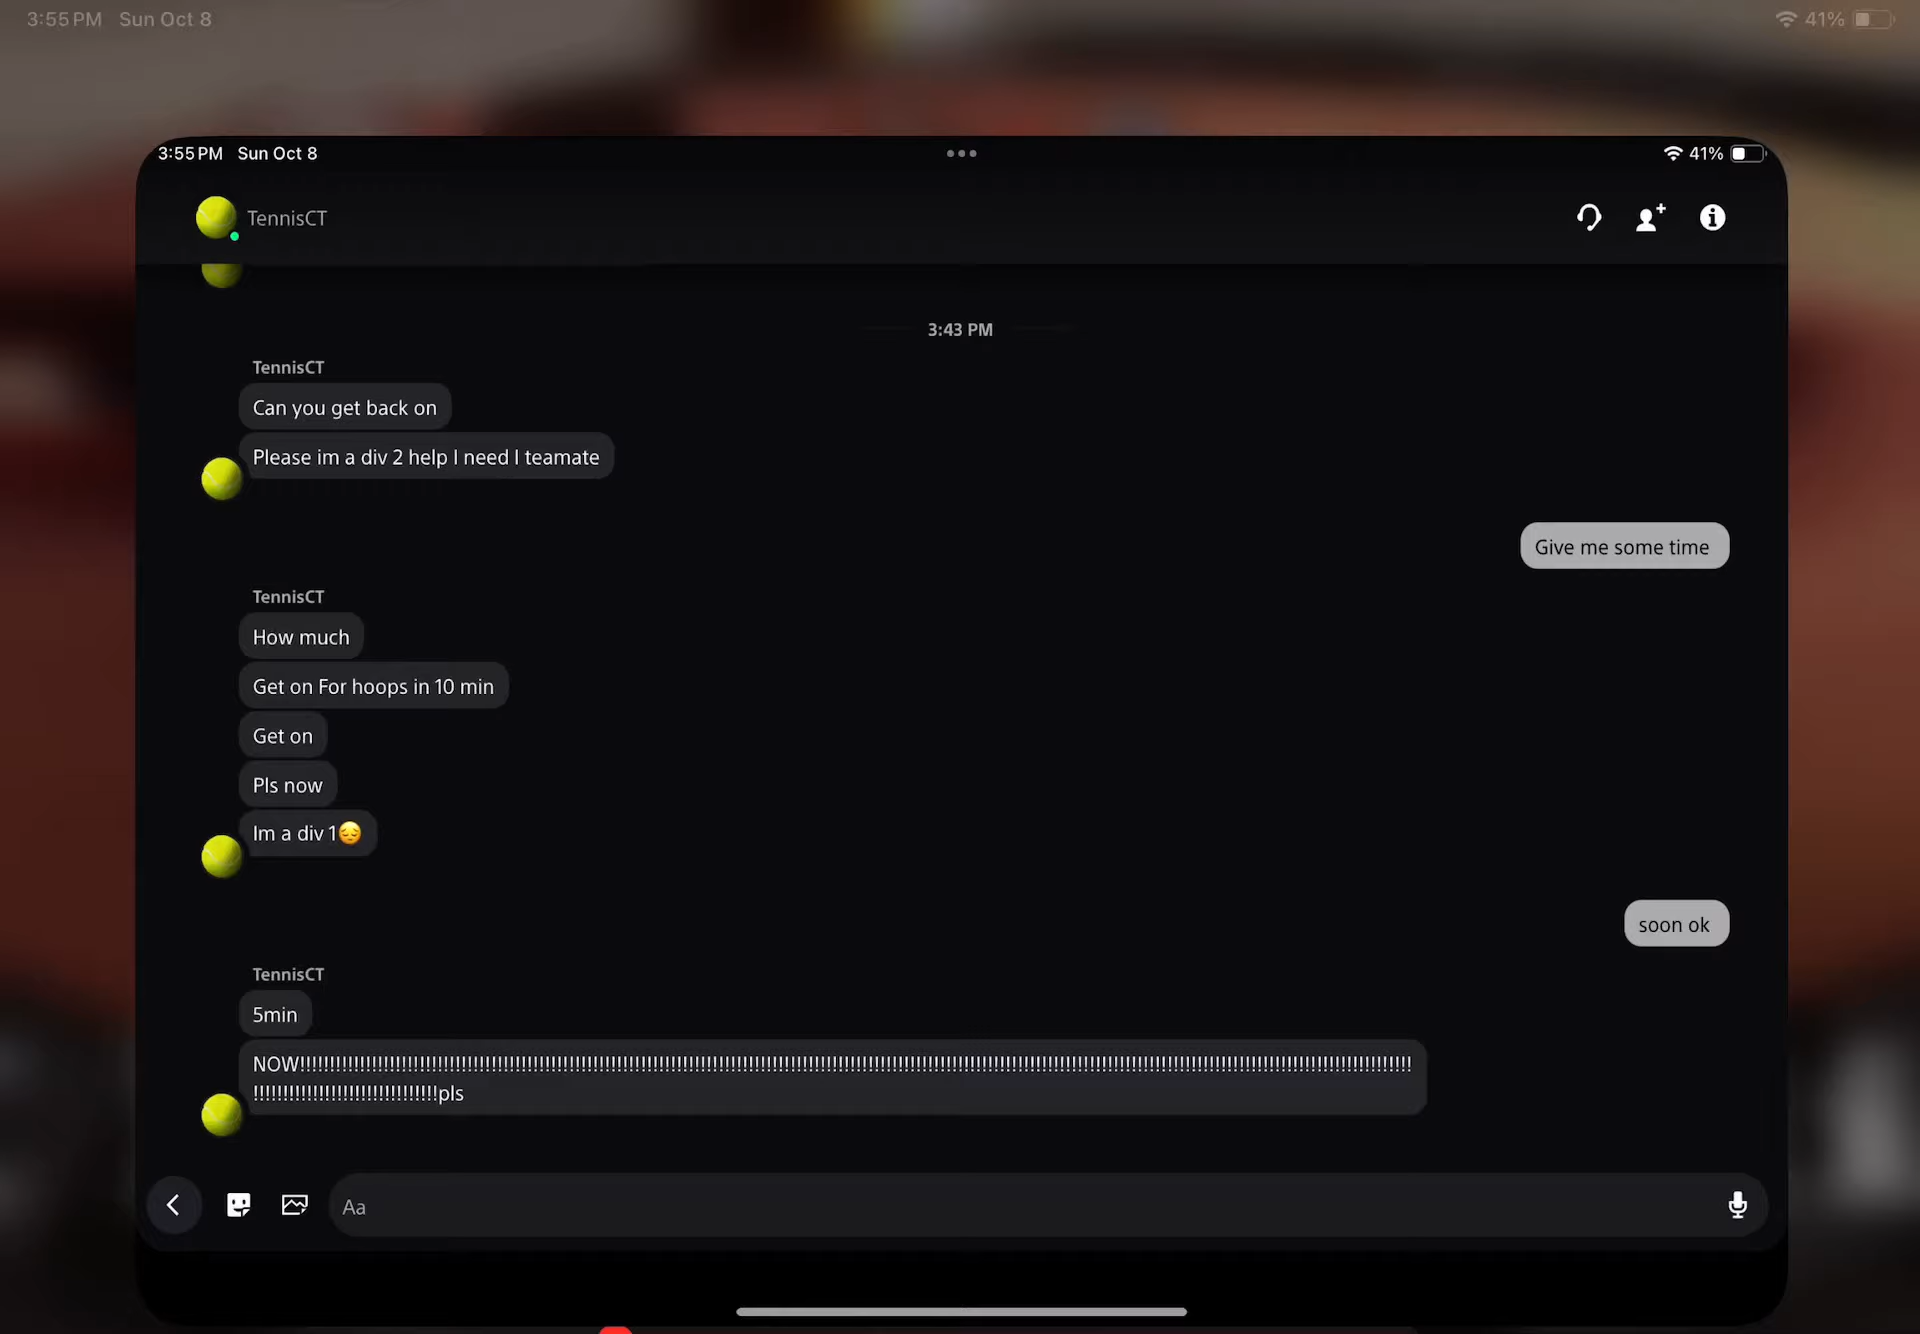 3:55 PM Sun Oct 8
41%
3:55 PM Sun Oct 8
41%
TennisCT
3:43 PM
TennisCT
Can you get back on
Please im a div 2 help I need I teamate
Give me some time
TennisCT
How much
Get on For hoops in 10 min
Get on
Pls now
Im a div 1😔
soon ok
TennisCT
5min
NOW!!!!!!!!!!!!!!!!!!!!!!!!!!!!!!!!!!!!!!!!!!!!!!!!!!!!!!!!!!!!!!!!!!!!!!!!!!!!!!!!!!!!!!!!!!!!!!!!!!!!!!!!!!!!!!!!!!!!!!!!!!!!!!!!!!!!!!!!!!!!!!!!!!!!!!!!!!!!!!!!!!!!!!!!!!!!!!!!!!!!!!
!!!!!!!!!!!!!!!!!!!!!!!!!!!!!!!pls
Aa